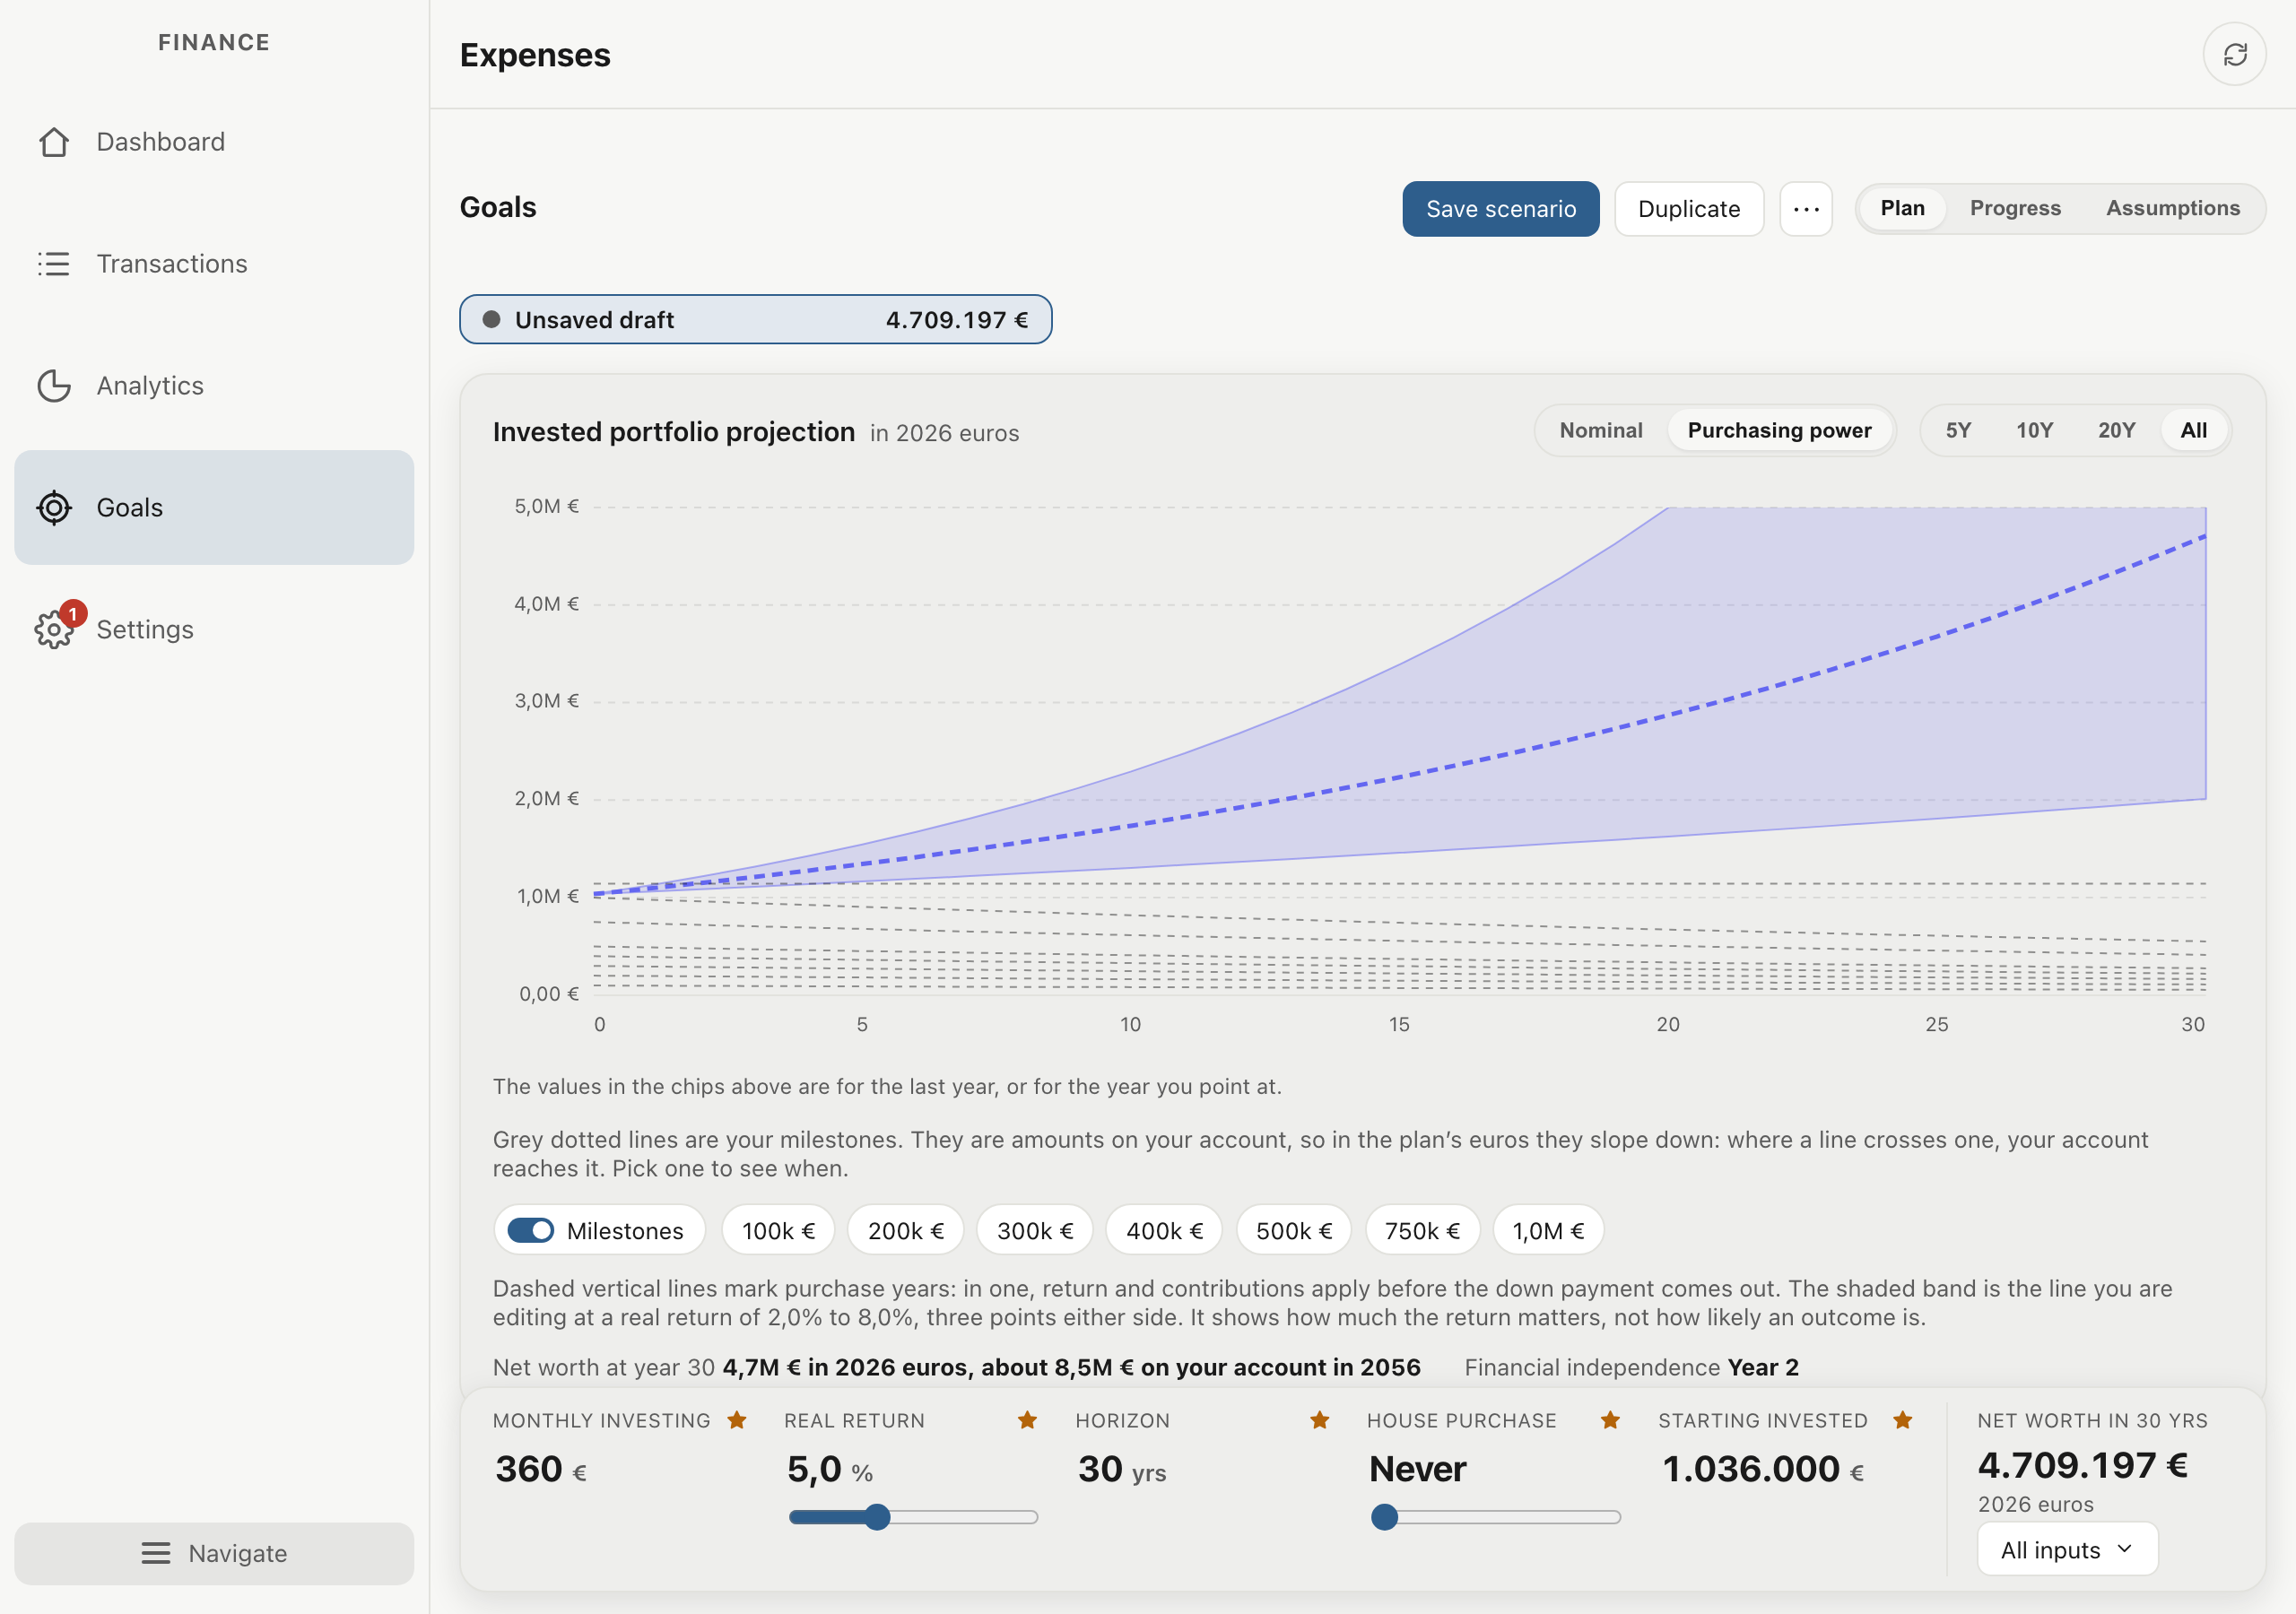 FINANCE
Dashboard
Transactions
Analytics
Goals
1
Settings
Navigate
Expenses
Goals
Save scenario
Duplicate
...
Plan
Progress
Assumptions
Unsaved draft
4.709.197 €
Invested portfolio projection in 2026 euros
Nominal
Purchasing power
5Y
10Y
20Y
All
5,0M €
4,0M €
3,0M €
2,0M €
1,0M €
0,00 €
0 5 10 15 20 25 30
The values in the chips above are for the last year, or for the year you point at.
Grey dotted lines are your milestones. They are amounts on your account, so in the plan’s euros they slope down: where a line crosses one, your account
reaches it. Pick one to see when.
Milestones
100k €
200k €
300k €
400k €
500k €
750k €
1,0M €
Dashed vertical lines mark purchase years: in one, return and contributions apply before the down payment comes out. The shaded band is the line you are
editing at a real return of 2,0% to 8,0%, three points either side. It shows how much the return matters, not how likely an outcome is.
Net worth at year 30 4,7M € in 2026 euros, about 8,5M € on your account in 2056
Financial independence Year 2
MONTHLY INVESTING
360 €
REAL RETURN
5,0 %
HORIZON
30 yrs
HOUSE PURCHASE
Never
STARTING INVESTED
1.036.000 €
NET WORTH IN 30 YRS
4.709.197 €
2026 euros
All inputs